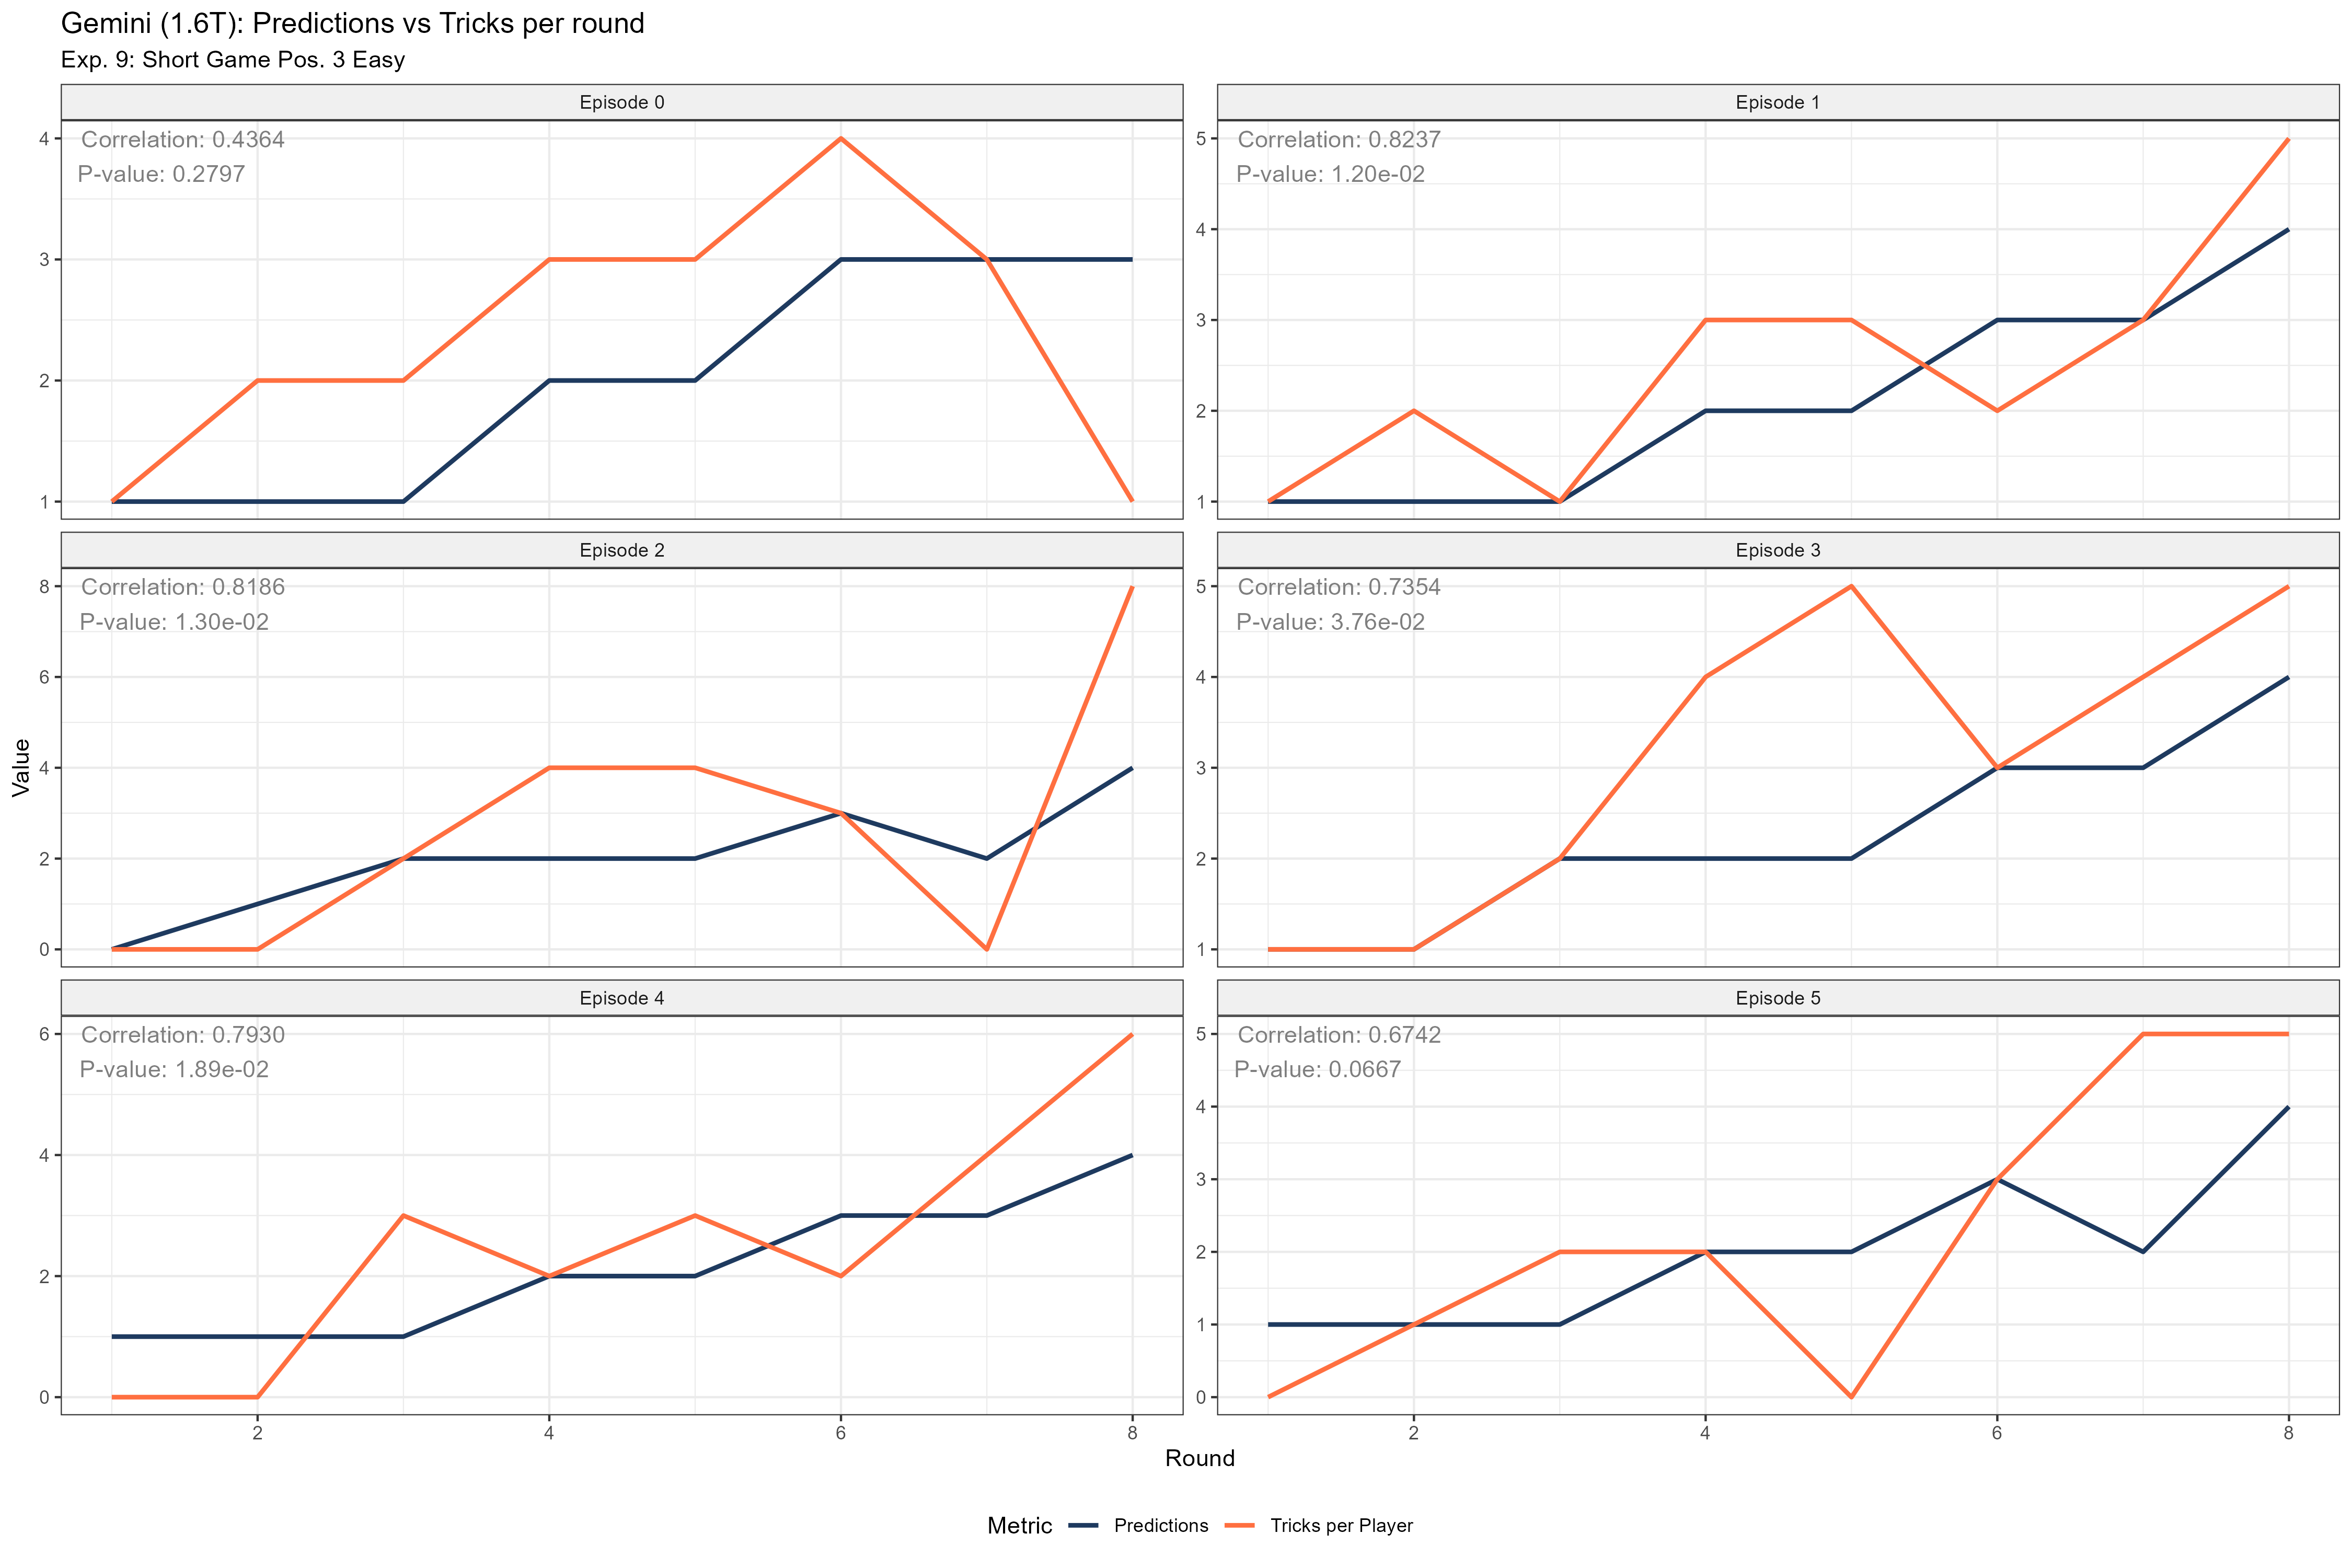 Gemini (1.6T): Predictions vs Tricks per round
Exp. 9: Short Game Pos. 3 Easy
Episode 0
Correlation: 0.4364
P-value: 0.2797
4
3
2
1
Episode 1
Correlation: 0.8237
P-value: 1.20e-02
5
4
3
2
1
Episode 2
Correlation: 0.8186
P-value: 1.30e-02
8
6
4
2
0
Episode 3
Correlation: 0.7354
P-value: 3.76e-02
5
4
3
2
1
Value
Episode 4
Correlation: 0.7930
P-value: 1.89e-02
6
4
2
0
2 4 6 8
Episode 5
Correlation: 0.6742
P-value: 0.0667
5
4
3
2
1
0
2 4 6 8
Round
Metric Predictions Tricks per Player